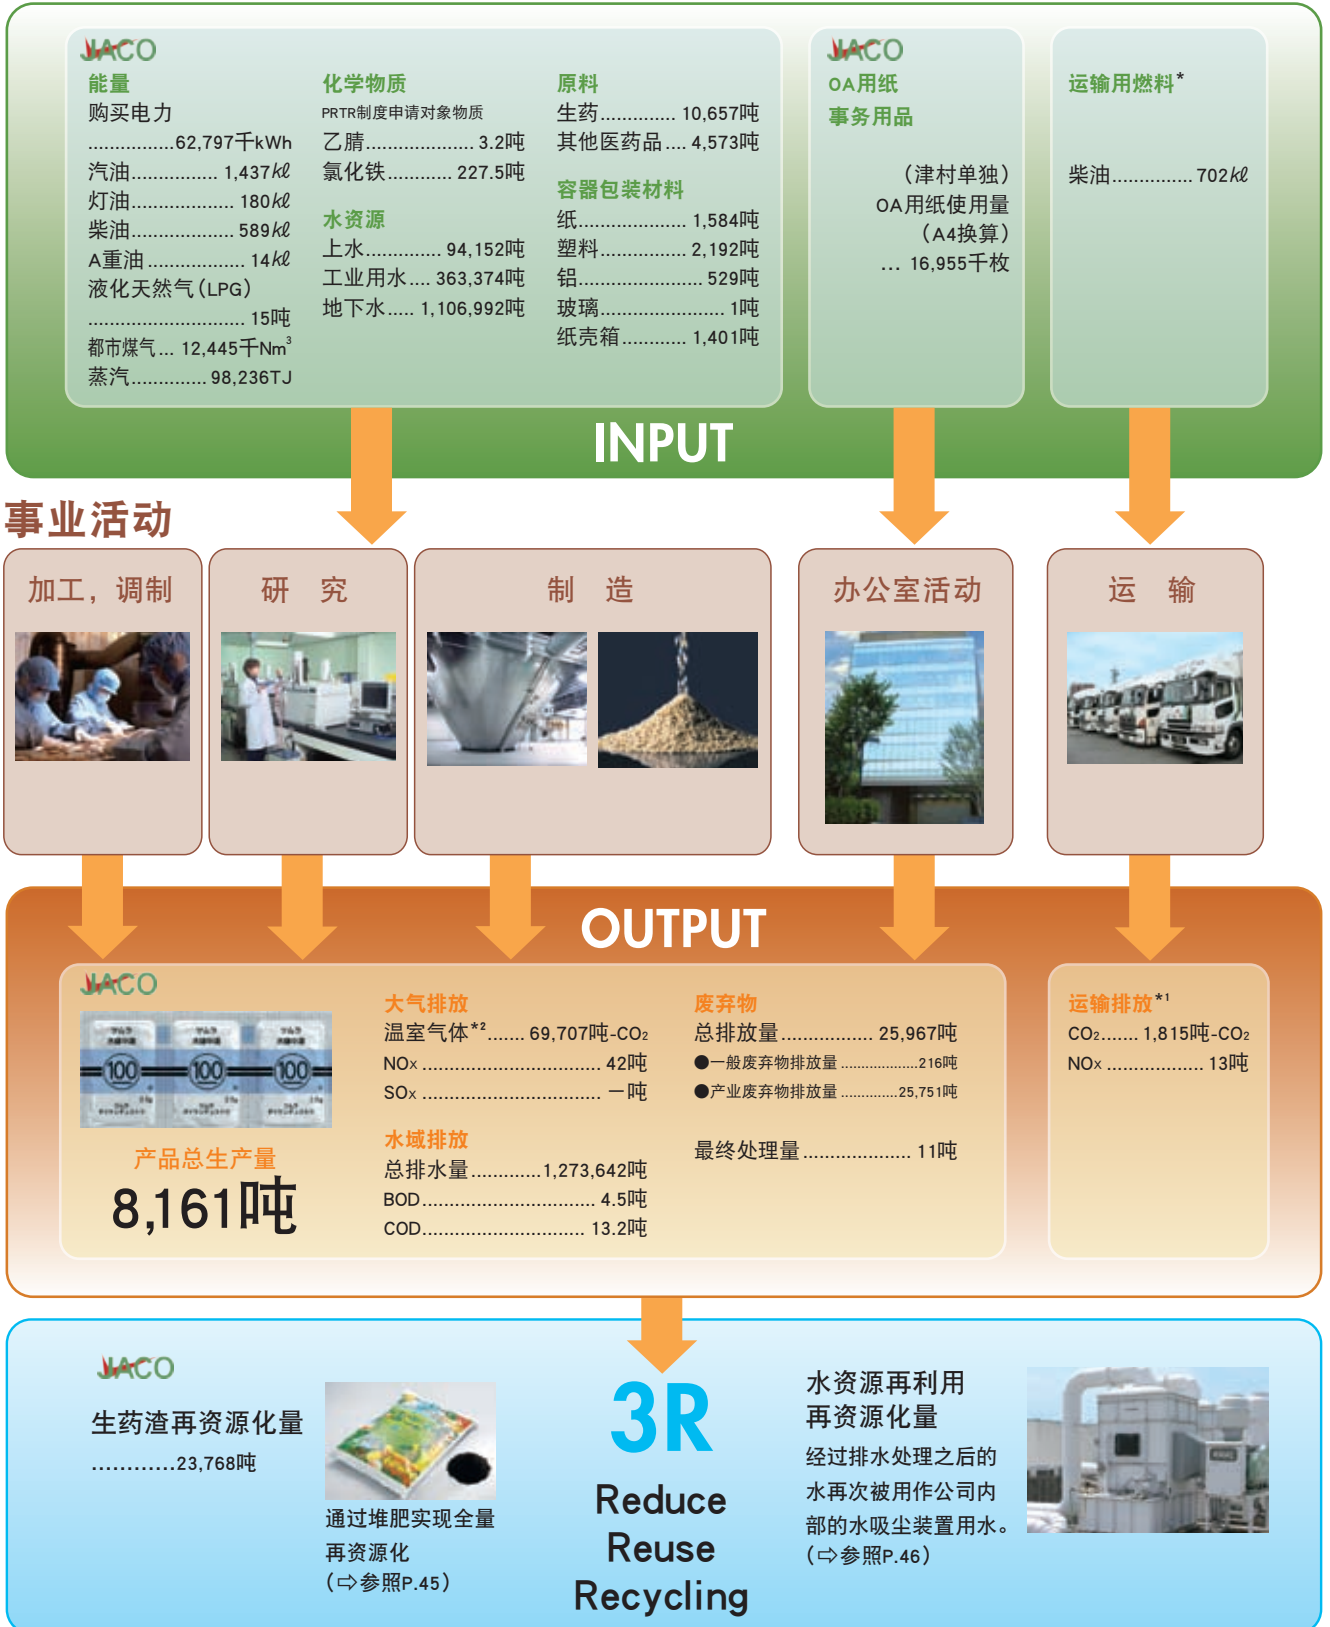 JACO
能量
购买电力
................62,797千kWh
汽油................ 1,437kℓ
灯油................... 180kℓ
柴油.................... 589kℓ
A重油.................. 14kℓ
液化天然气(LPG)
............................. 15吨
都市煤气... 12,445千Nm³
蒸汽.............. 98,236TJ
化学物质
PRTR制度申请对象物质
乙腈.................... 3.2吨
氯化铁............ 227.5吨
水资源
上水.............. 94,152吨
工业用水.... 363,374吨
地下水..... 1,106,992吨
原料
生药.............. 10,657吨
其他医药品.... 4,573吨
容器包装材料
纸.................... 1,584吨
塑料................ 2,192吨
铝....................... 529吨
玻璃....................... 1吨
纸壳箱............ 1,401吨
JACO
OA用纸
事务用品
（津村单独）
OA用纸使用量
（A4换算）
... 16,955千枚
运输用燃料*
柴油............... 702kℓ
INPUT
事业活动
加工，调制
研 究
制 造
办公室活动
运 输
OUTPUT
JACO
ツムラ ツムラ ツムラ
100 100 100
产品总生产量
8,161吨
大气排放
温室气体*²....... 69,707吨-CO₂
NOx ................................. 42吨
SOx ................................. －吨
水域排放
总排水量.............1,273,642吨
BOD................................ 4.5吨
COD.............................. 13.2吨
废弃物
总排放量................. 25,967吨
●一般废弃物排放量...................216吨
●产业废弃物排放量..............25,751吨
最终处理量.................... 11吨
运输排放*¹
CO₂....... 1,815吨-CO₂
NOx .................. 13吨
JACO
生药渣再资源化量
............23,768吨
通过堆肥实现全量
再资源化
（⇨参照P.45）
3R
Reduce
Reuse
Recycling
水资源再利用
再资源化量
经过排水处理之后的
水再次被用作公司内
部的水吸尘装置用水。
（⇨参照P.46）